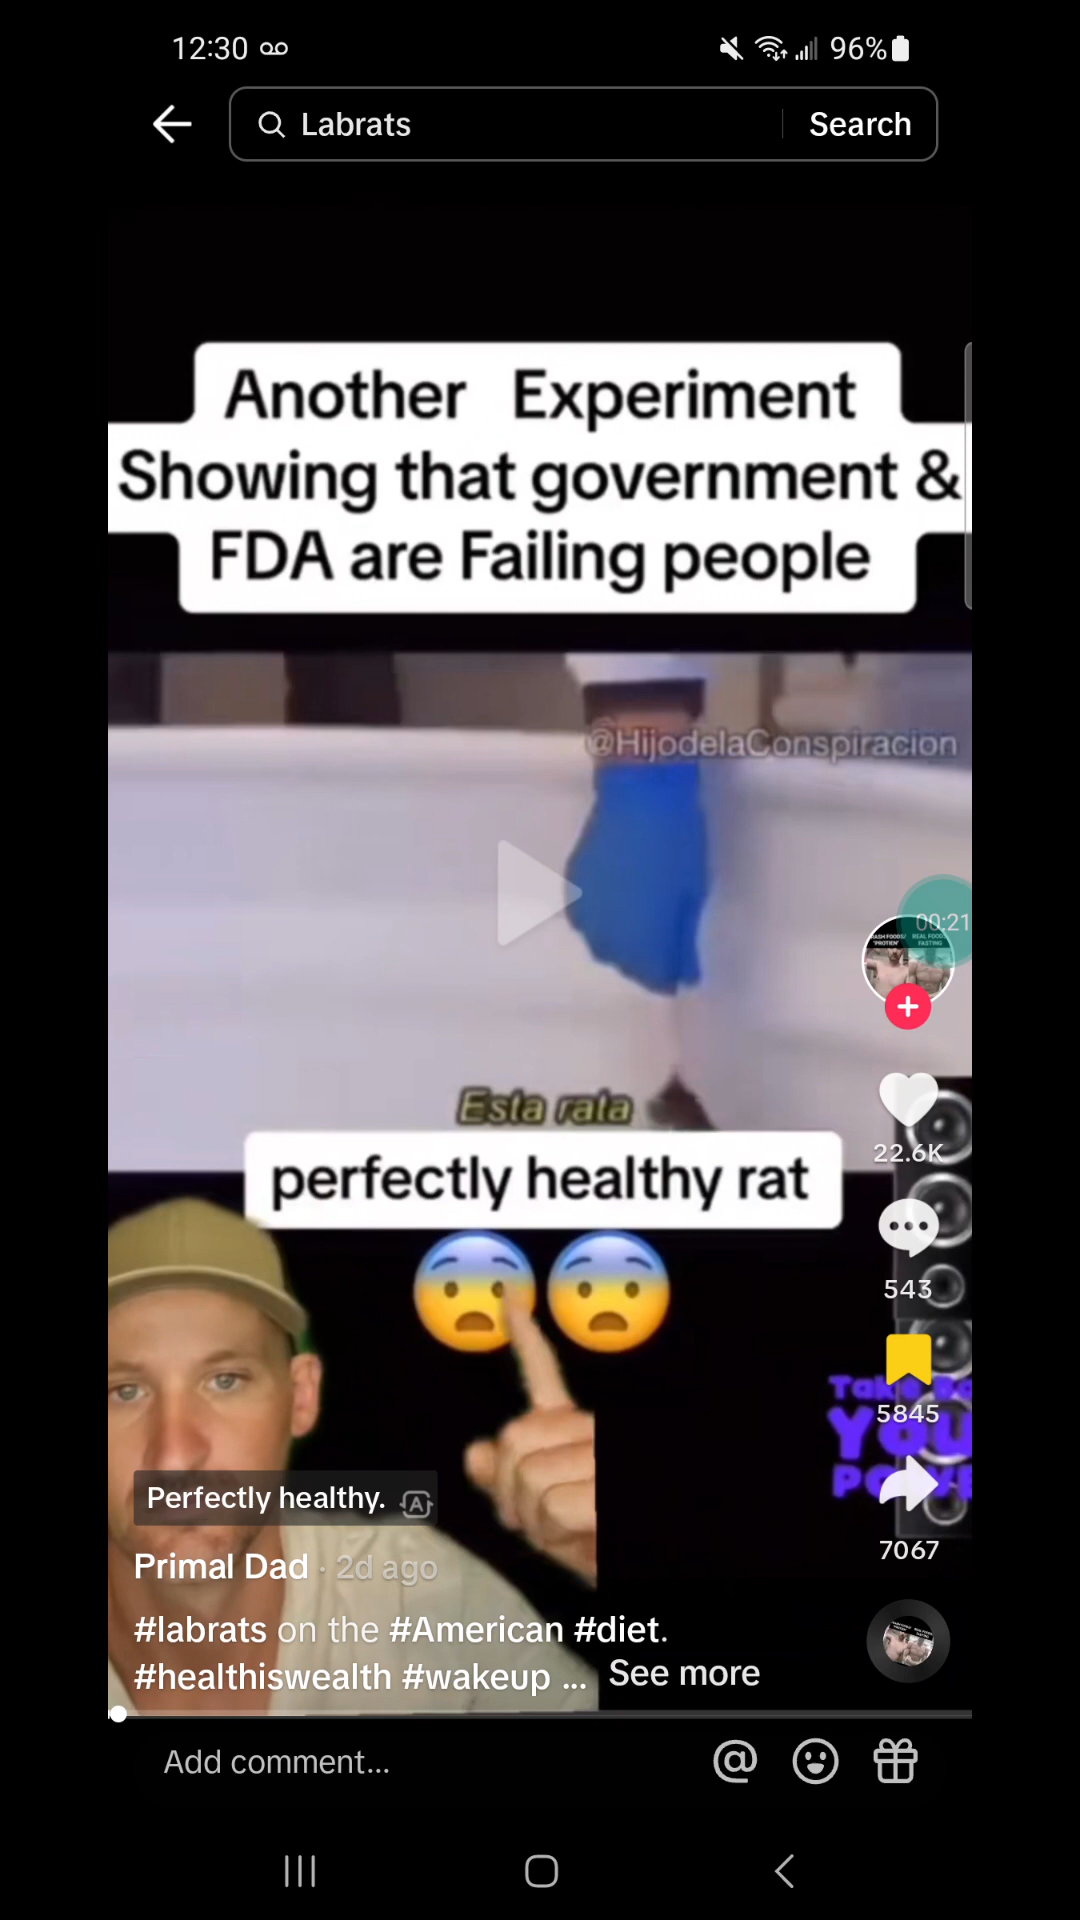 12:30
96%
Labrats
Search
Another Experiment
Showing that government &
FDA are Failing people
@HijodelaConspiracion
00:21
Esta rata
perfectly healthy rat
22.6K
543
5845
7067
Perfectly healthy.
Primal Dad · 2d ago
#labrats on the #American #diet.
#healthiswealth #wakeup ... See more
Add comment...